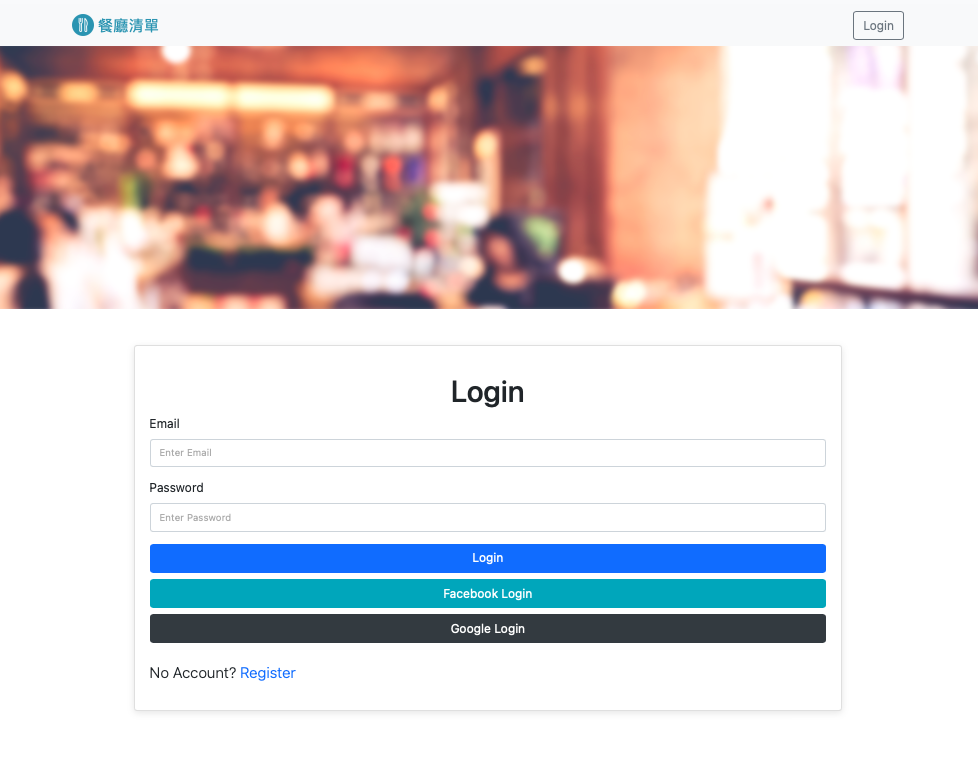 餐廳清單
Login
Login
Email
Enter Email
Password
Enter Password
Login
Facebook Login
Google Login
No Account? Register